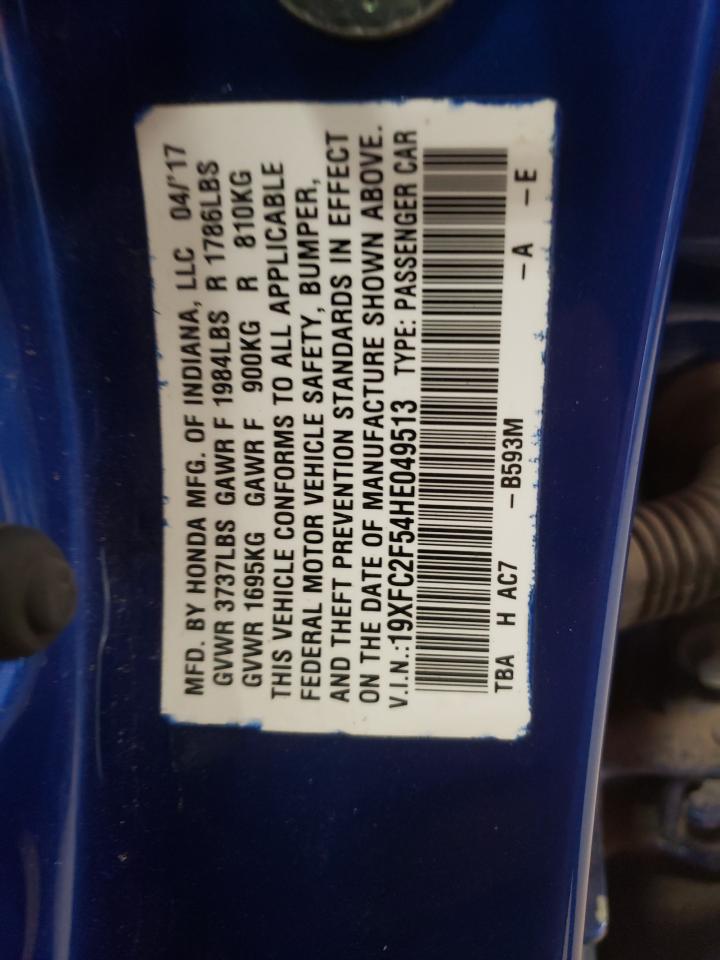 MFD. BY HONDA MFG. OF INDIANA, LLC 04/'17
GVWR 3737LBS GAWR F 1984LBS R 1786LBS
GVWR 1695KG GAWR F 900KG R 810KG
THIS VEHICLE CONFORMS TO ALL APPLICABLE
FEDERAL MOTOR VEHICLE SAFETY, BUMPER,
AND THEFT PREVENTION STANDARDS IN EFFECT
ON THE DATE OF MANUFACTURE SHOWN ABOVE.
V.I.N.:19XFC2F54HE049513 TYPE: PASSENGER CAR
TBA H AC7 -B593M -A -E